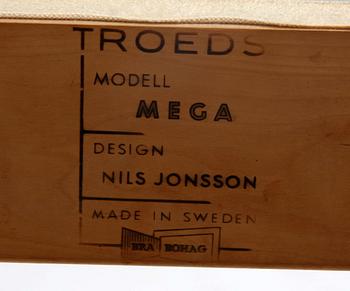 TROEDS
MODELL
MEGA
DESIGN
NILS JONSSON
MADE IN SWEDEN
BRA BOHAG